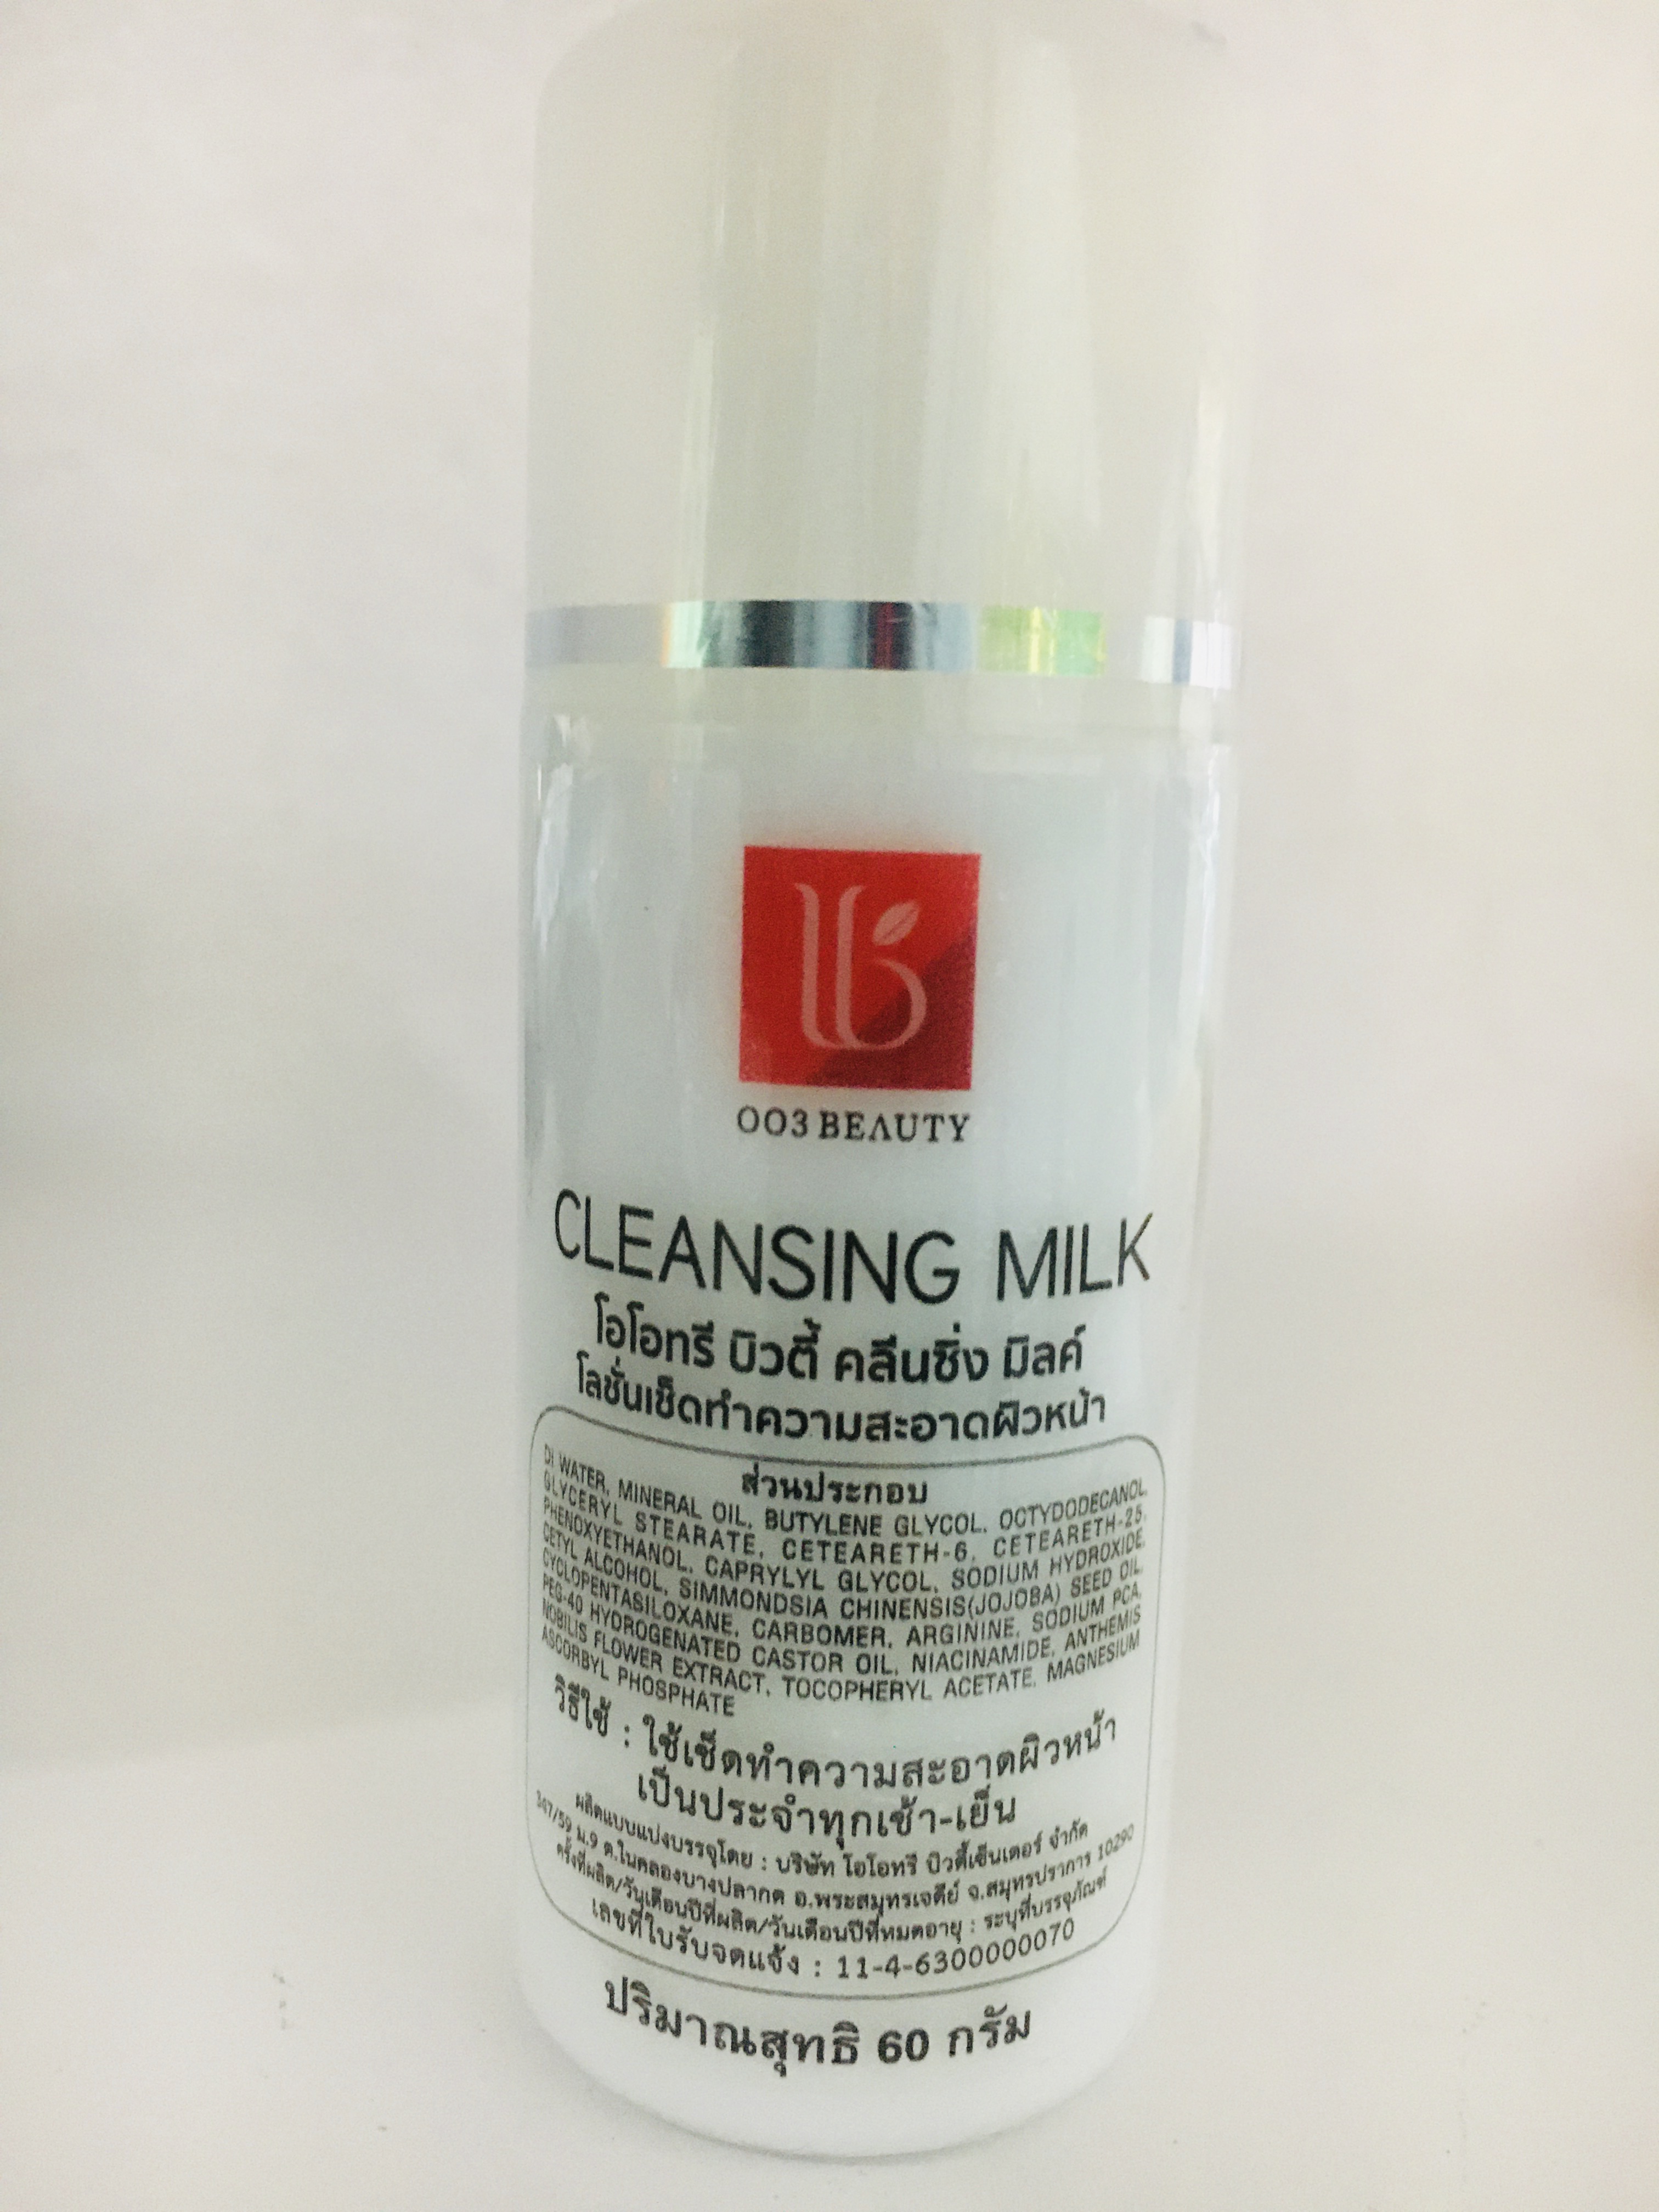 OO3 BEAUTY
CLEANSING MILK
โอโอทรี บิวตี้ คลีนซิ่ง มิลค์
โลชั่นเช็ดทำความสะอาดผิวหน้า
ส่วนประกอบ
DI WATER, MINERAL OIL, BUTYLENE GLYCOL, OCTYDODECANOL,
GLYCERYL STEARATE, CETEARETH-6, CETEARETH-25,
PHENOXYETHANOL, CAPRYLYL GLYCOL, SODIUM HYDROXIDE,
CETYL ALCOHOL, SIMMONDSIA CHINENSIS(JOJOBA) SEED OIL,
CYCLOPENTASILOXANE, CARBOMER, ARGININE, SODIUM PCA,
PEG-40 HYDROGENATED CASTOR OIL, NIACINAMIDE, ANTHEMIS
NOBILIS FLOWER EXTRACT, TOCOPHERYL ACETATE, MAGNESIUM
ASCORBYL PHOSPHATE
วิธีใช้ : ใช้เช็ดทำความสะอาดผิวหน้า
เป็นประจำทุกเช้า-เย็น
ผลิตแบบแบ่งบรรจุโดย : บริษัท โอโอทรี บิวตี้เซ็นเตอร์ จำกัด
347/59 ม.9 ต.ในคลองบางปลากด อ.พระสมุทรเจดีย์ จ.สมุทรปราการ 10290
ครั้งที่ผลิต/วันเดือนปีที่ผลิต/วันเดือนปีที่หมดอายุ : ระบุที่บรรจุภัณฑ์
เลขที่ใบรับจดแจ้ง : 11-4-6300000070
ปริมาณสุทธิ 60 กรัม